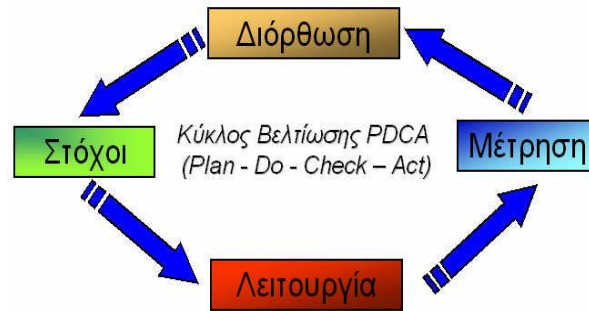 Διόρθωση
Στόχοι
Κύκλος Βελτίωσης PDCA
(Plan - Do - Check – Act)
Μέτρηση
Λειτουργία